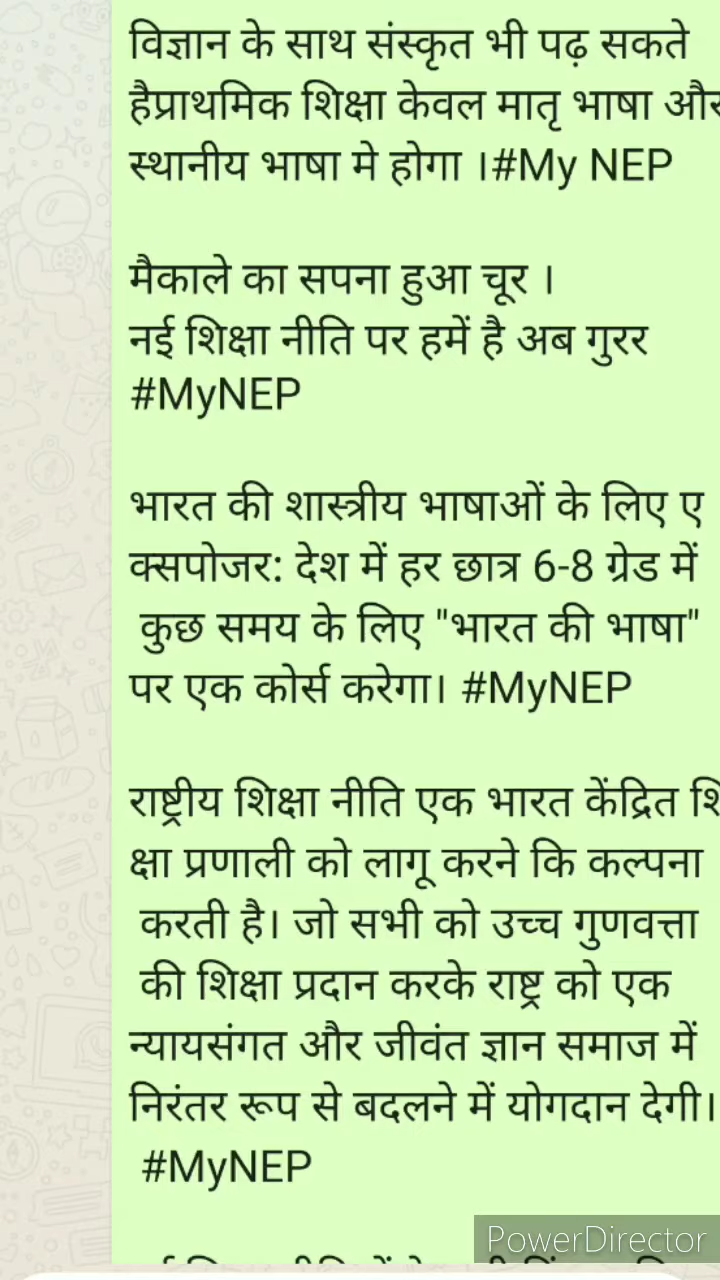 विज्ञान के साथ संस्कृत भी पढ़ सकते
हैप्राथमिक शिक्षा केवल मातृ भाषा और
स्थानीय भाषा मे होगा ।#My NEP
मैकाले का सपना हुआ चूर ।
नई शिक्षा नीति पर हमें है अब गुरर
#MyNEP
भारत की शास्त्रीय भाषाओं के लिए ए
क्सपोजर: देश में हर छात्र 6-8 ग्रेड में
कुछ समय के लिए "भारत की भाषा"
पर एक कोर्स करेगा। #MyNEP
राष्ट्रीय शिक्षा नीति एक भारत केंद्रित शि
क्षा प्रणाली को लागू करने कि कल्पना
करती है। जो सभी को उच्च गुणवत्ता
की शिक्षा प्रदान करके राष्ट्र को एक
न्यायसंगत और जीवंत ज्ञान समाज में
निरंतर रूप से बदलने में योगदान देगी।
#MyNEP
PowerDirector